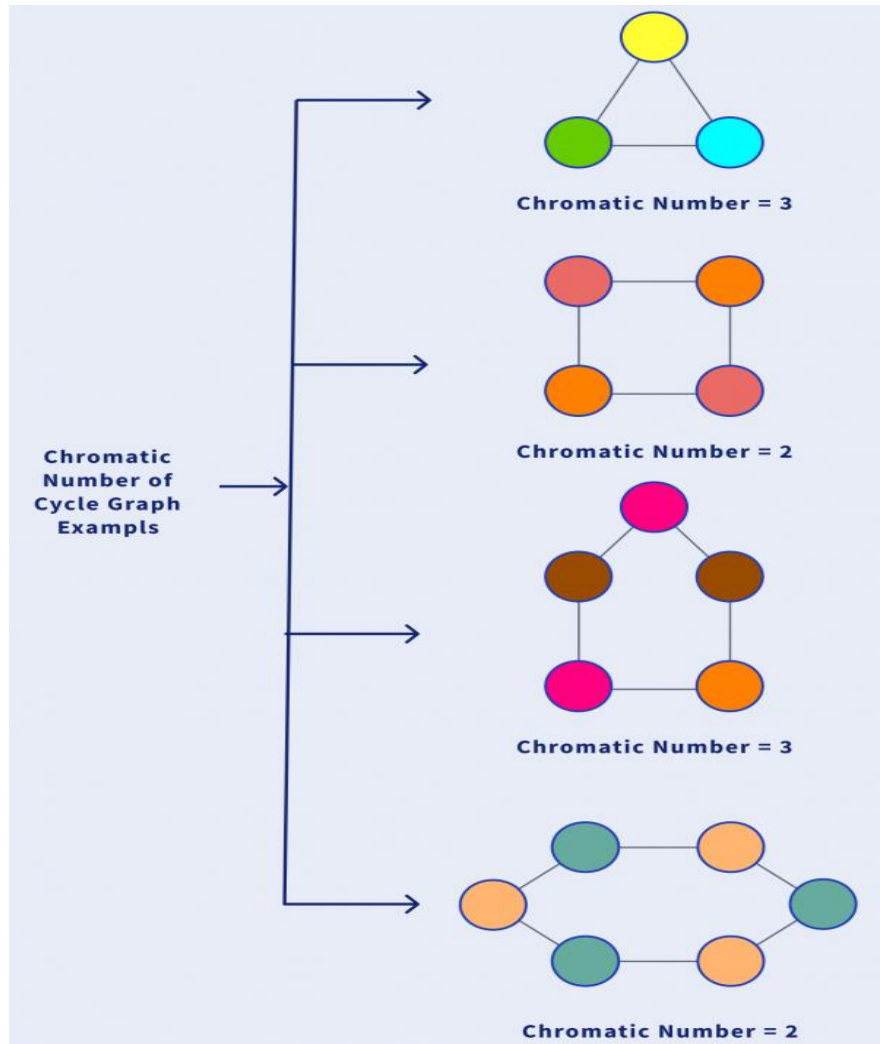 Chromatic Number = 3
Chromatic Number = 2
Chromatic
Number of
Cycle Graph
Exampls
Chromatic Number = 3
Chromatic Number = 2